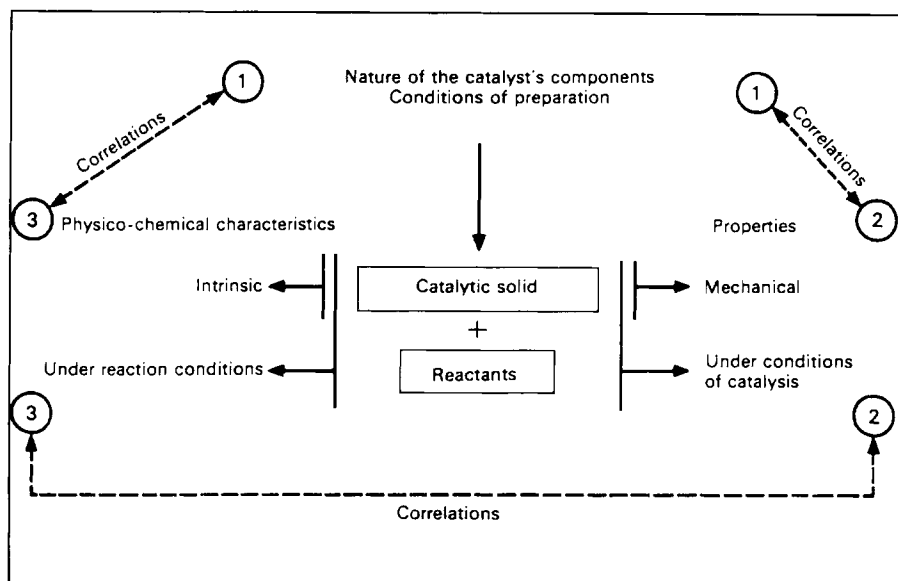 1
Nature of the catalyst's components
Conditions of preparation
1
Correlations
Correlations
3
Physico-chemical characteristics
Properties
2
Intrinsic
Catalytic solid
Mechanical
+
Under reaction conditions
Reactants
Under conditions
of catalysis
3
2
Correlations